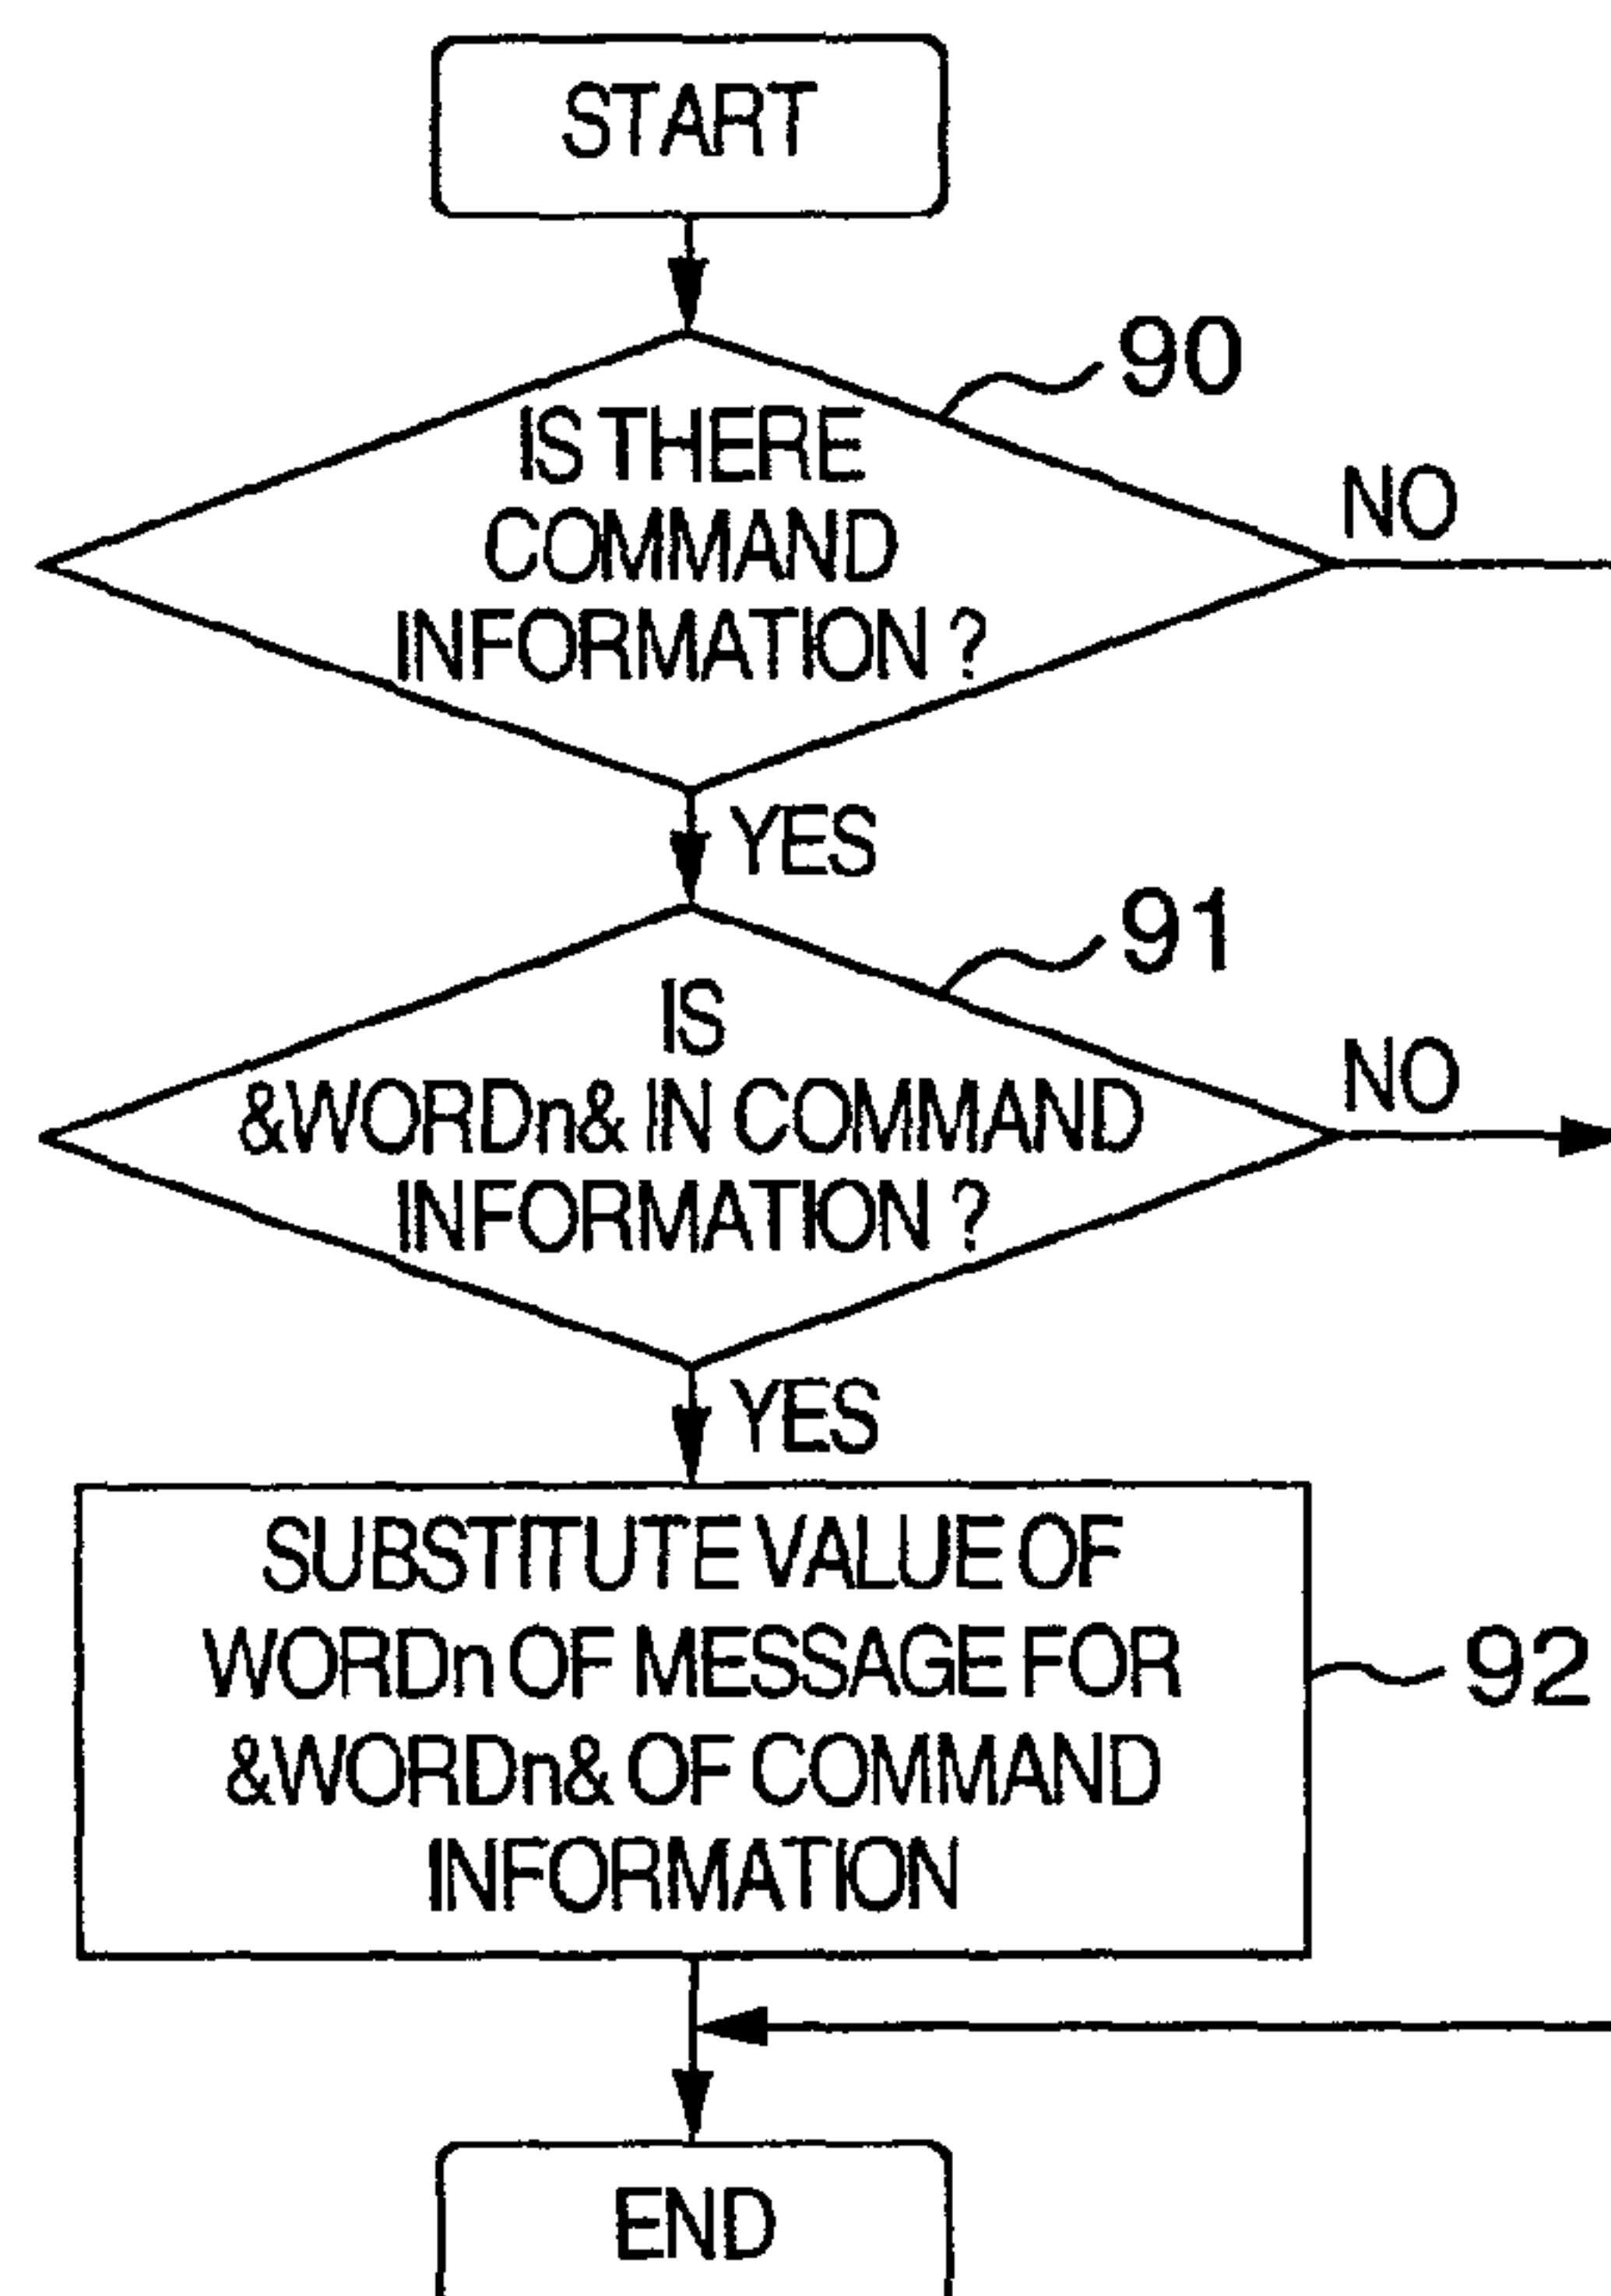 START
90
IS THERE
COMMAND
INFORMATION ?
NO
YES
91
IS
&WORDn& IN COMMAND
INFORMATION ?
NO
YES
SUBSTITUTE VALUE OF
WORDn OF MESSAGE FOR
&WORDn& OF COMMAND
INFORMATION
92
END